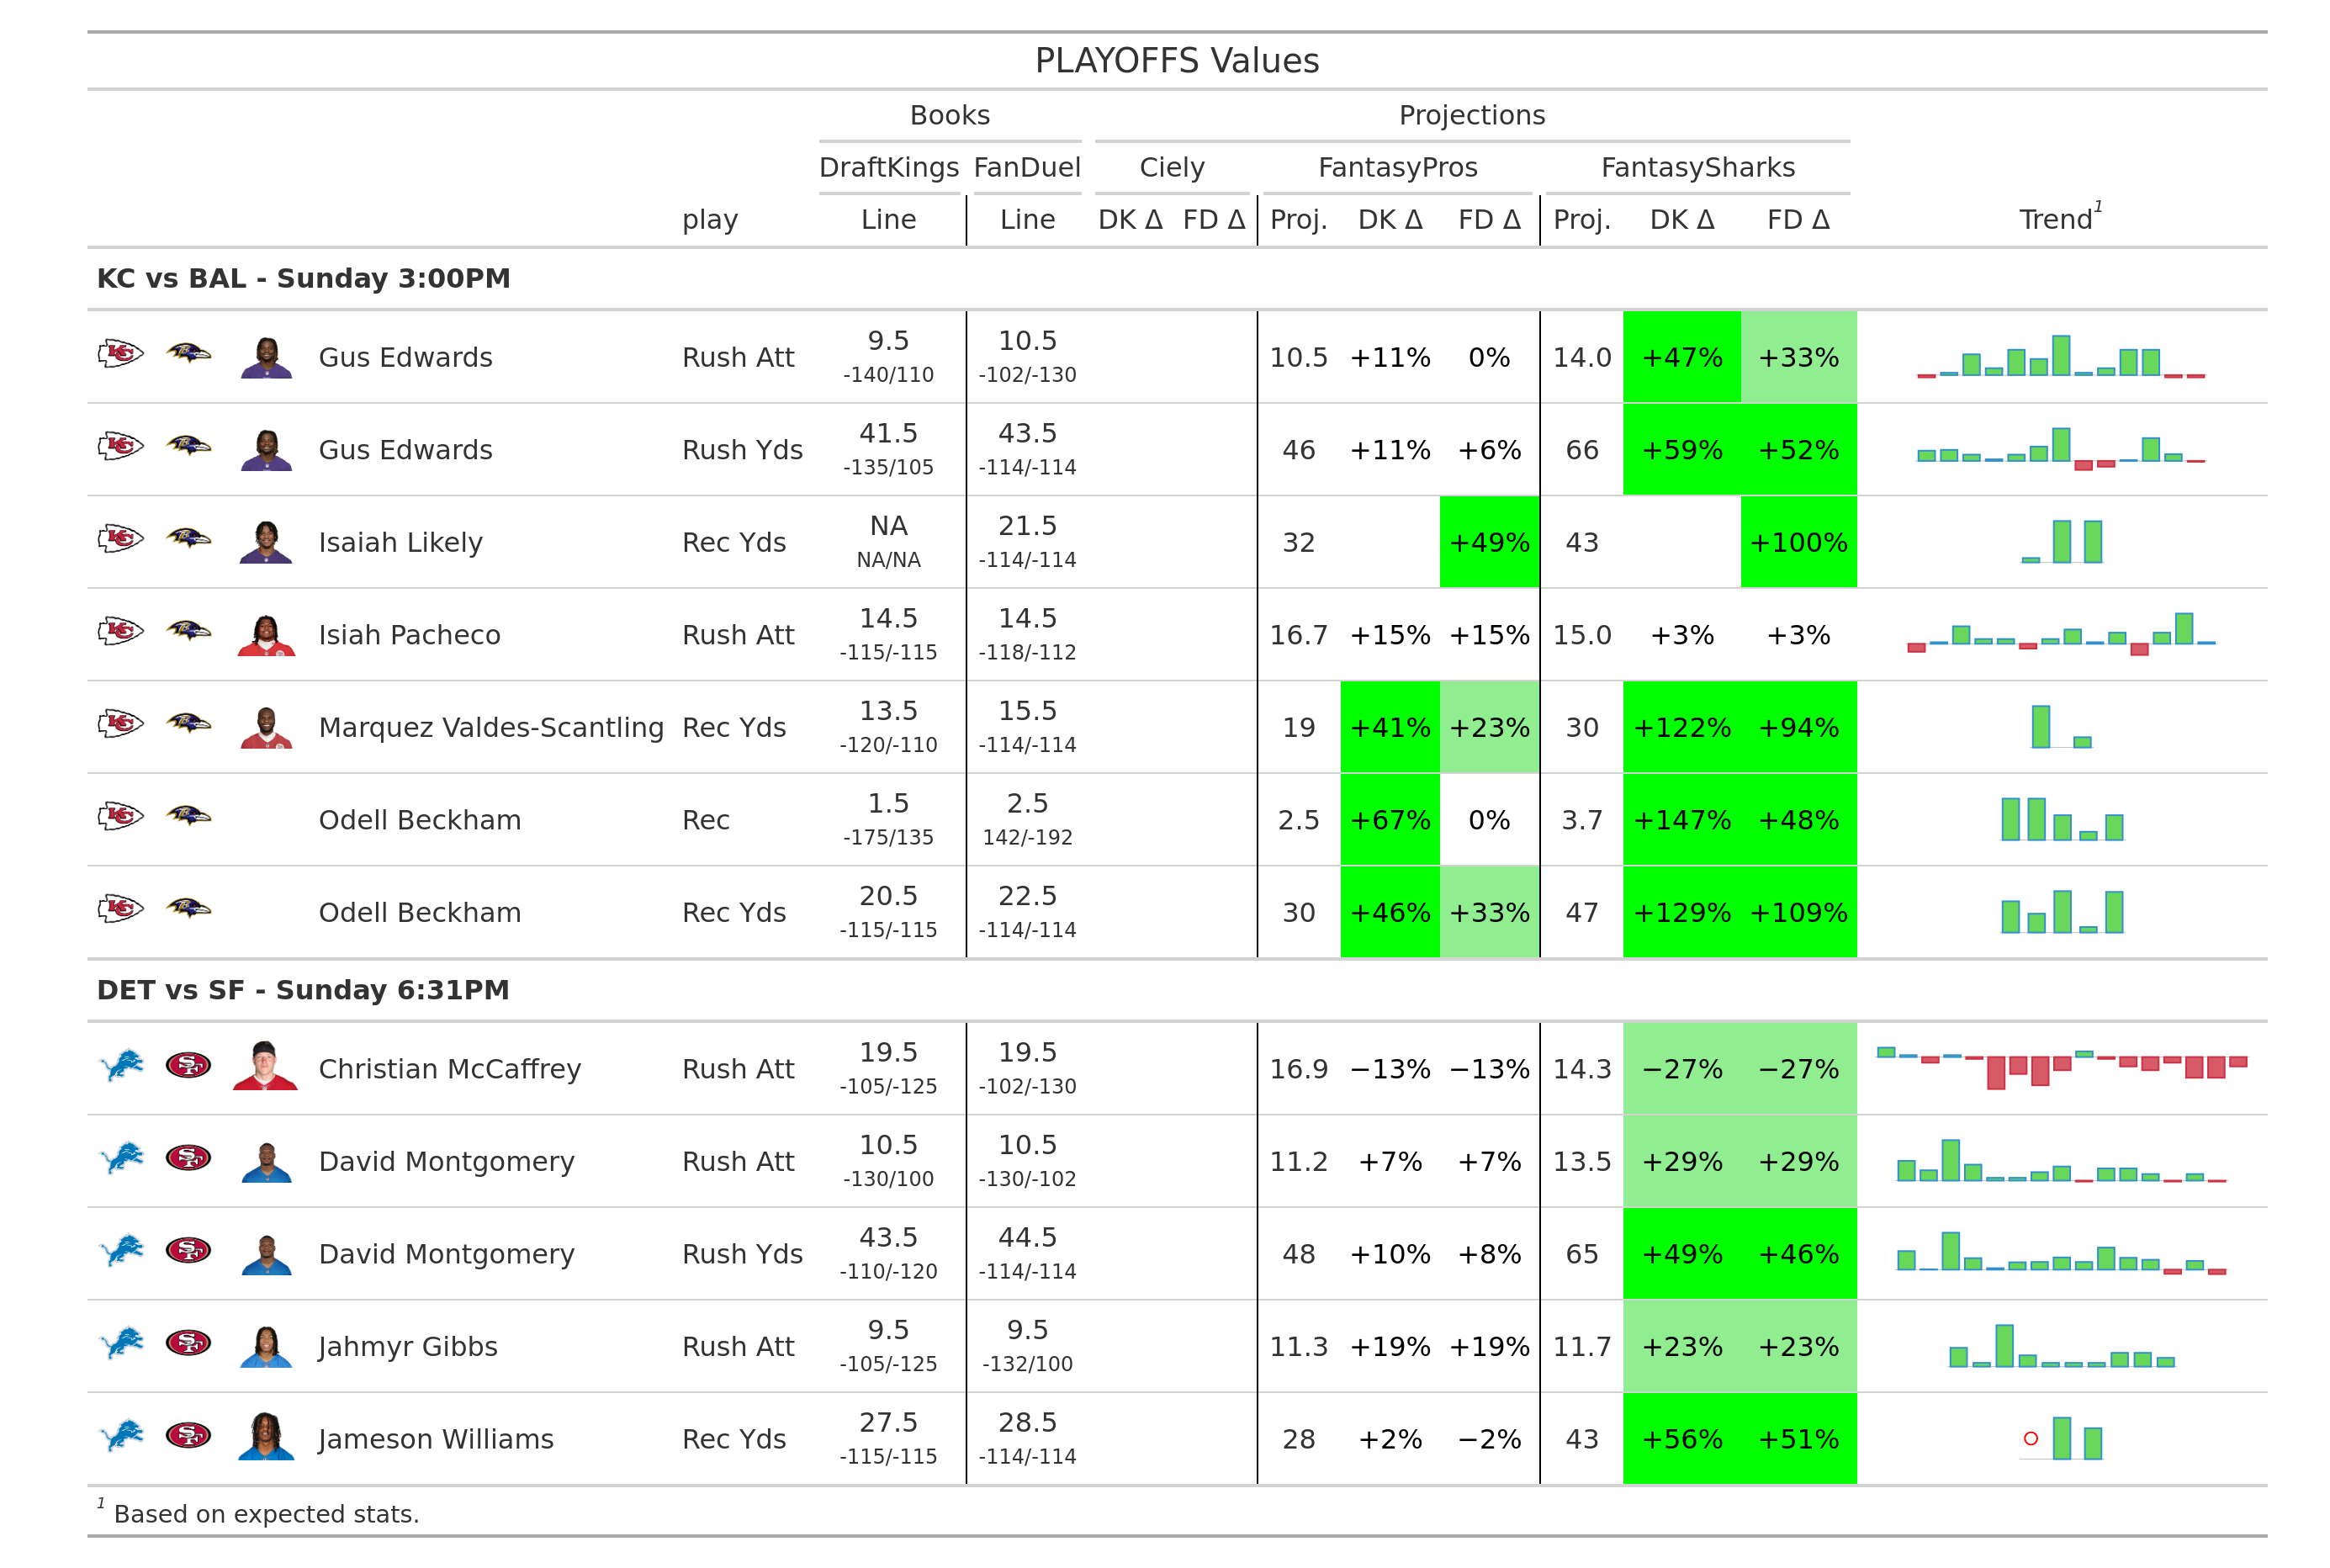 PLAYOFFS Values
Books Projections
DraftKings FanDuel Ciely FantasyPros FantasySharks
play Line Line DK Δ FD Δ Proj. DK Δ FD Δ Proj. DK Δ FD Δ Trend1
KC vs BAL - Sunday 3:00PM
Gus Edwards Rush Att 9.5 10.5 10.5 +11% 0% 14.0 +47% +33%
-140/110 -102/-130
Gus Edwards Rush Yds 41.5 43.5 46 +11% +6% 66 +59% +52%
-135/105 -114/-114
Isaiah Likely Rec Yds NA 21.5 32 +49% 43 +100%
NA/NA -114/-114
Isiah Pacheco Rush Att 14.5 14.5 16.7 +15% +15% 15.0 +3% +3%
-115/-115 -118/-112
Marquez Valdes-Scantling Rec Yds 13.5 15.5 19 +41% +23% 30 +122% +94%
-120/-110 -114/-114
Odell Beckham Rec 1.5 2.5 2.5 +67% 0% 3.7 +147% +48%
-175/135 142/-192
Odell Beckham Rec Yds 20.5 22.5 30 +46% +33% 47 +129% +109%
-115/-115 -114/-114
DET vs SF - Sunday 6:31PM
Christian McCaffrey Rush Att 19.5 19.5 16.9 −13% −13% 14.3 −27% −27%
-105/-125 -102/-130
David Montgomery Rush Att 10.5 10.5 11.2 +7% +7% 13.5 +29% +29%
-130/100 -130/-102
David Montgomery Rush Yds 43.5 44.5 48 +10% +8% 65 +49% +46%
-110/-120 -114/-114
Jahmyr Gibbs Rush Att 9.5 9.5 11.3 +19% +19% 11.7 +23% +23%
-105/-125 -132/100
Jameson Williams Rec Yds 27.5 28.5 28 +2% −2% 43 +56% +51%
-115/-115 -114/-114
1 Based on expected stats.